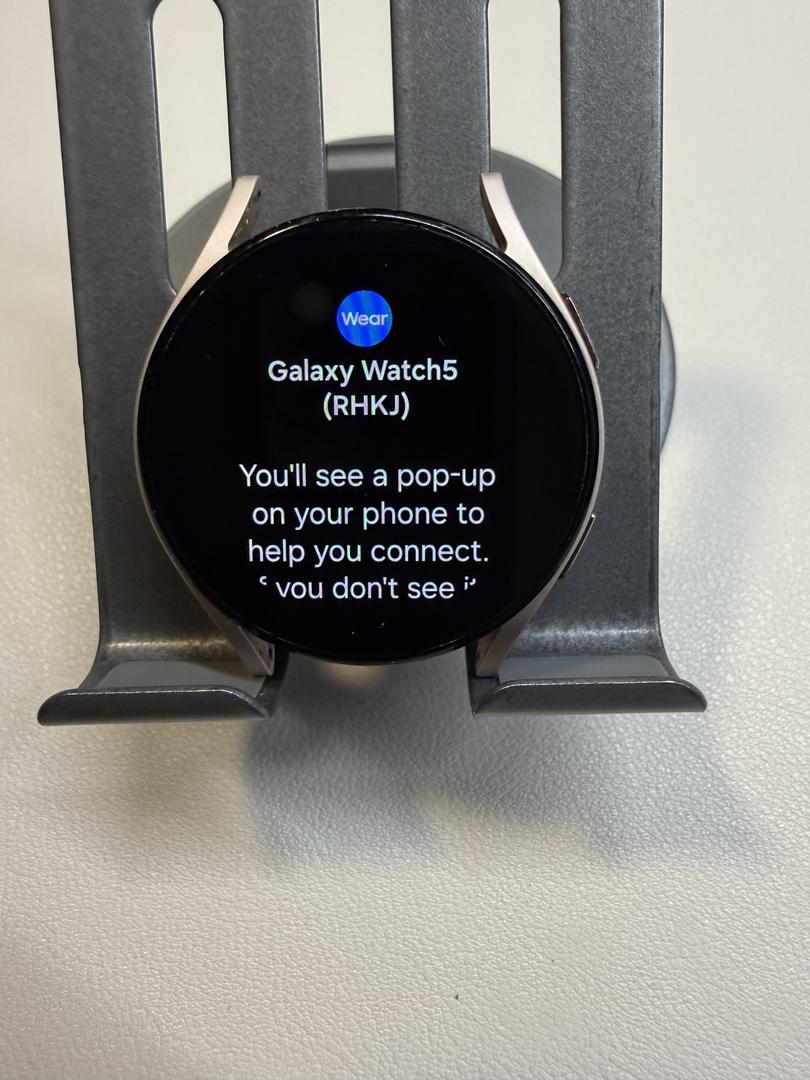 Wear
Galaxy Watch5
(RHKJ)
You'll see a pop-up
on your phone to
help you connect.
you don't see